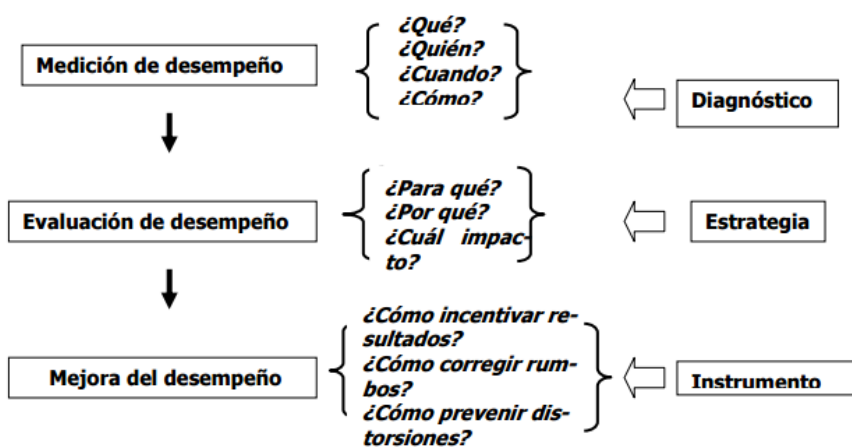 Medición de desempeño
¿Qué?
¿Quién?
¿Cuando?
¿Cómo?
Diagnóstico
Evaluación de desempeño
¿Para qué?
¿Por qué?
¿Cuál impac-
to?
Estrategia
Mejora del desempeño
¿Cómo incentivar re-
sultados?
¿Cómo corregir rum-
bos?
¿Cómo prevenir dis-
torsiones?
Instrumento